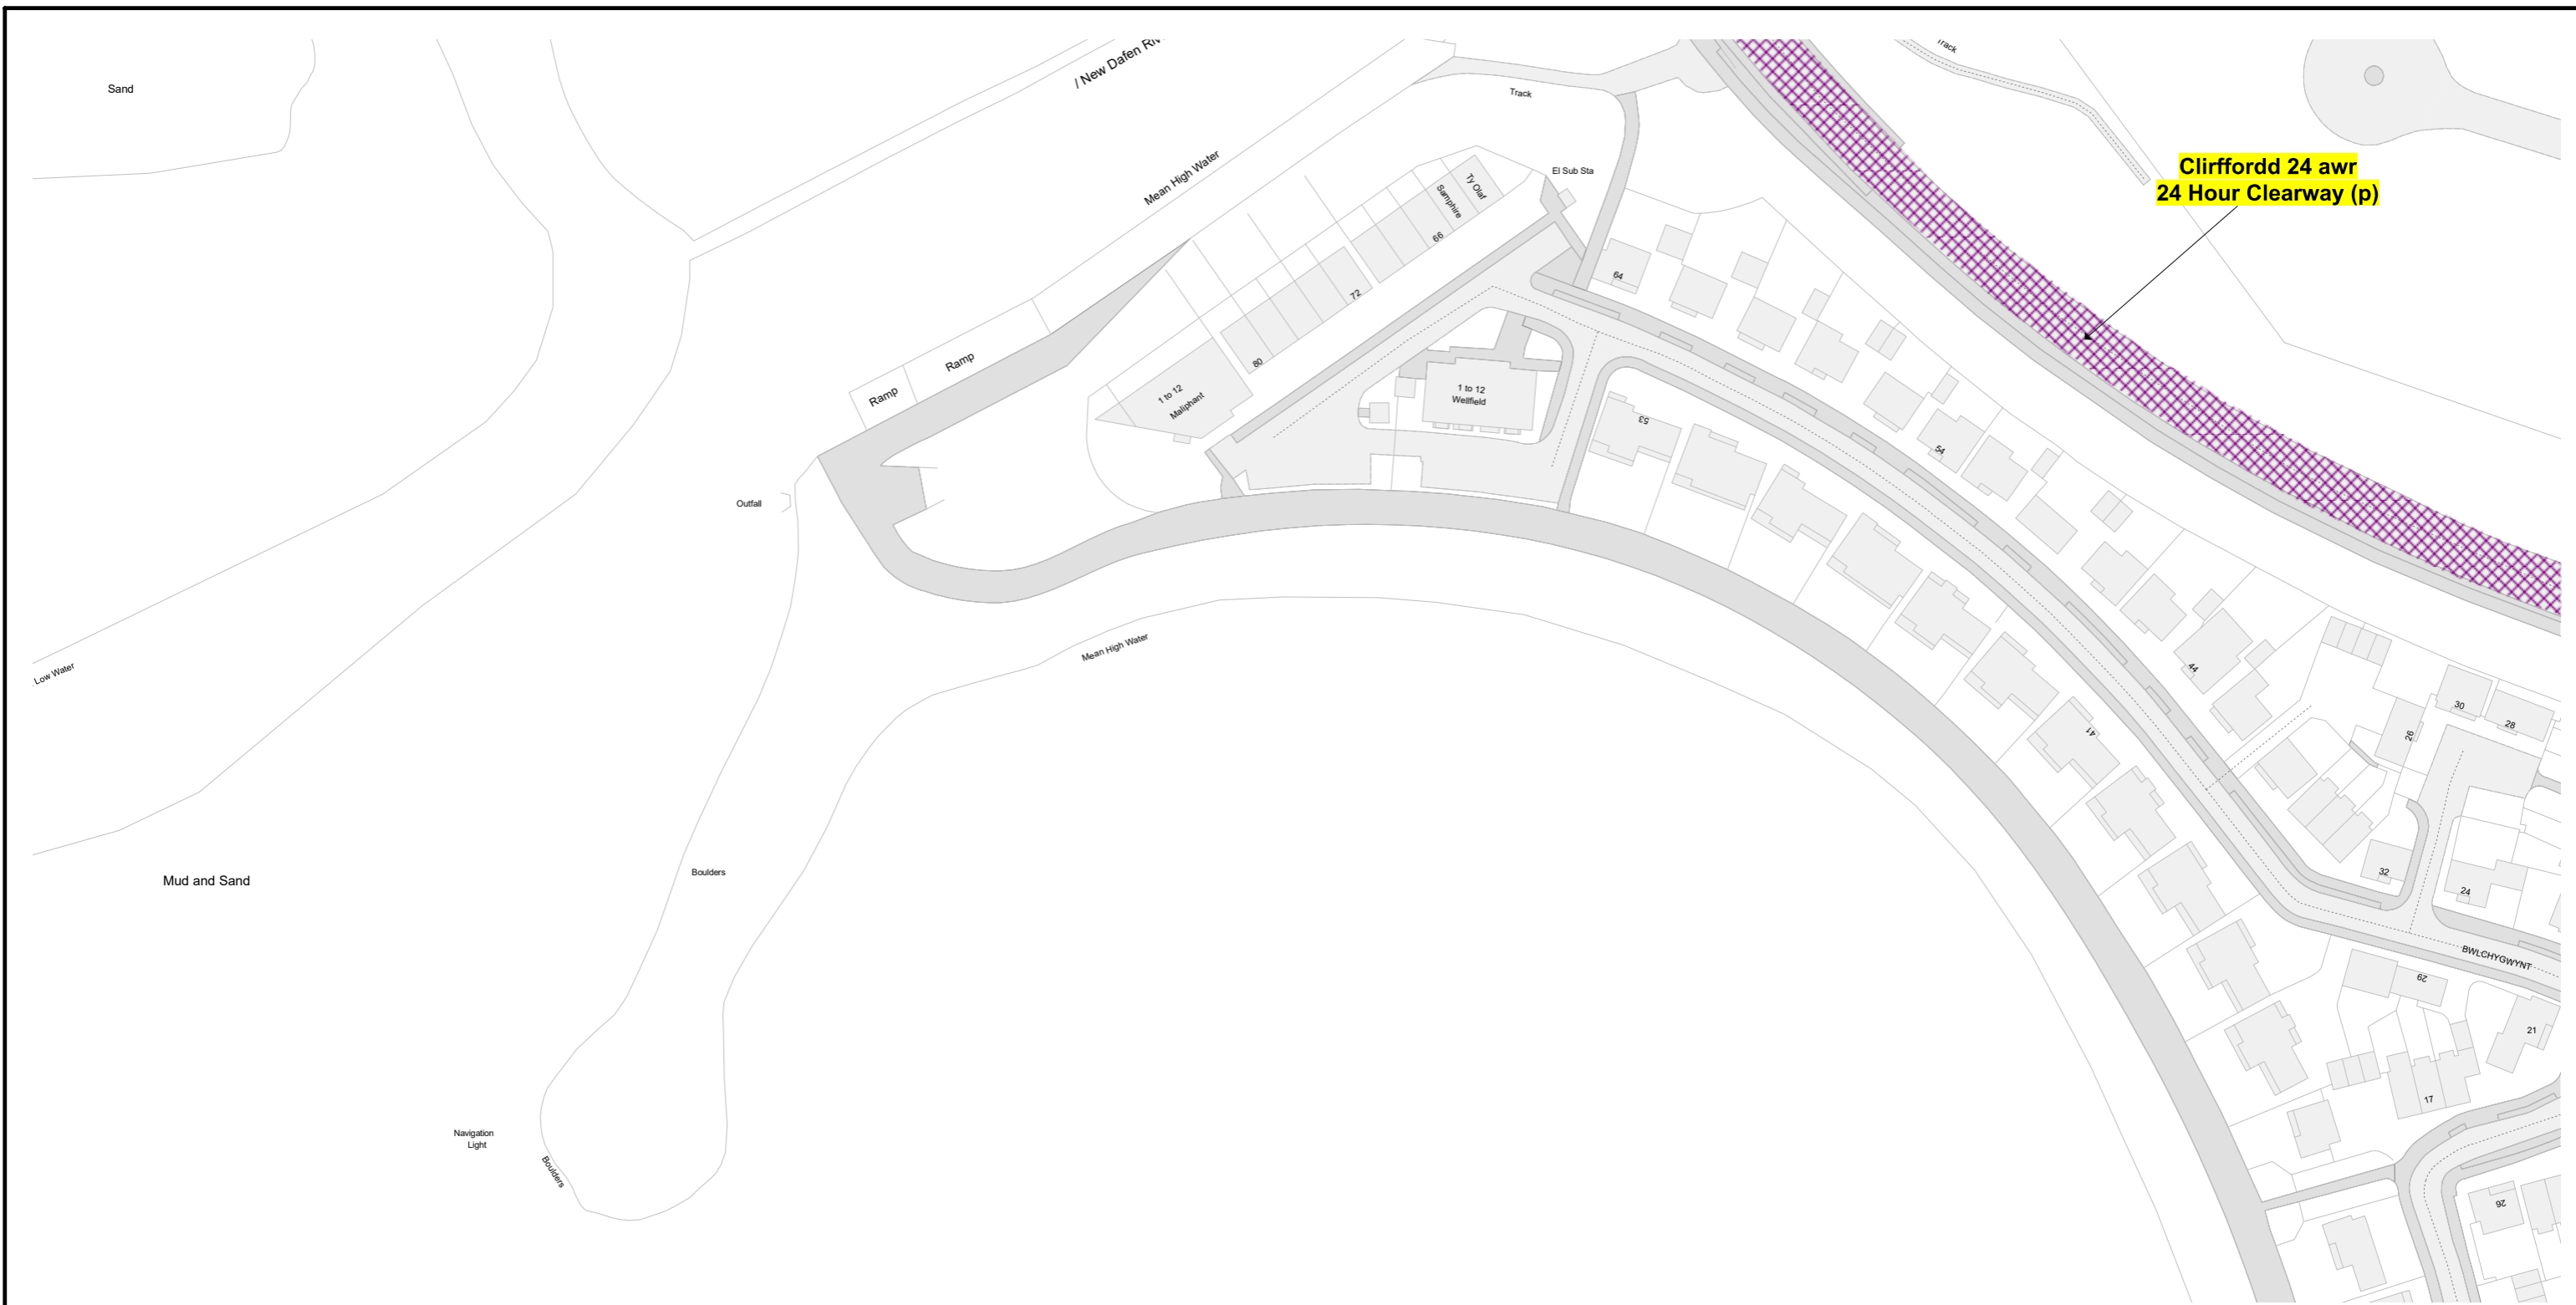 Sand
/ New Dafen
Track
Track
Clirffordd 24 awr
24 Hour Clearway (p)
Mean High Water
El Sub Sta
Ty Olaf
Samphire
66
64
72
80
Ramp
Ramp
1 to 12
Maliphant
1 to 12
Wellfield
53
54
Outfall
Mean High Water
Low Water
44
41
30
28
26
32
24
Mud and Sand
Boulders
BWLCHYGWYNT
29
21
17
Navigation
Light
Boulders
26